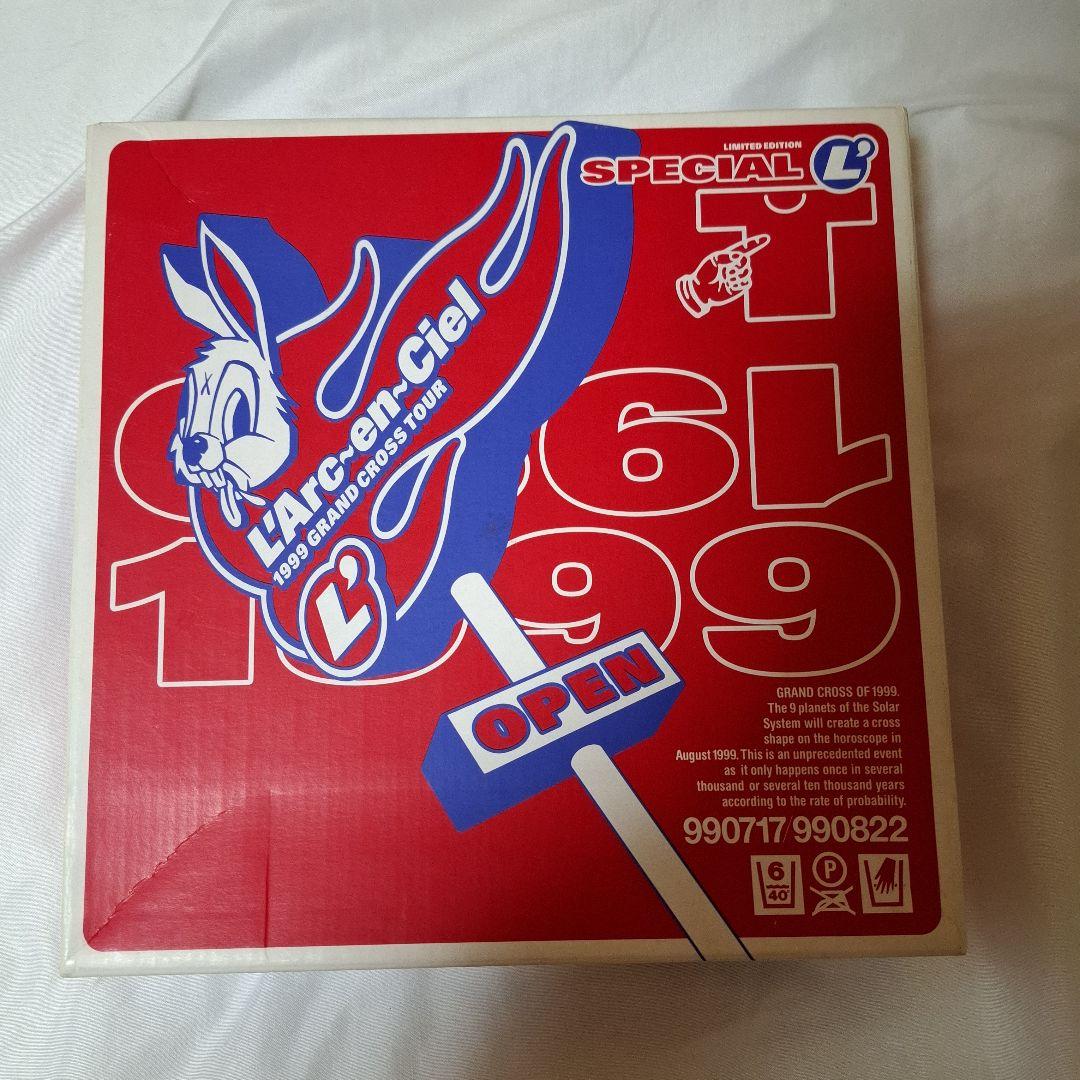 LIMITED EDITION
SPECIAL L'
L'Arc~en~Ciel
1999 GRAND CROSS TOUR
L'
1999
OPEN
GRAND CROSS OF 1999.
The 9 planets of the Solar
System will create a cross
shape on the horoscope in
August 1999. This is an unprecedented event
as it only happens once in several
thousand or several ten thousand years
according to the rate of probability.
990717/990822
6
40°
P